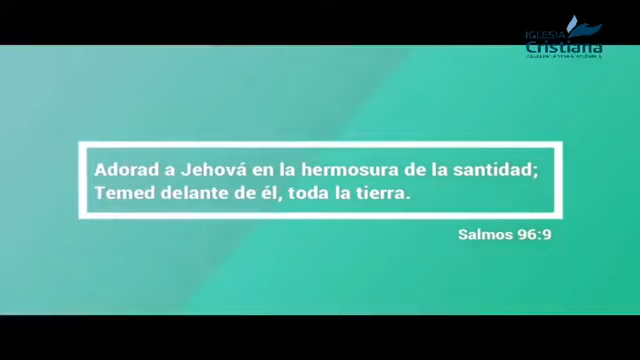 IGLESIA
Cristiana
Adorad a Jehová en la hermosura de la santidad;
Temed delante de él, toda la tierra.
Salmos 96:9